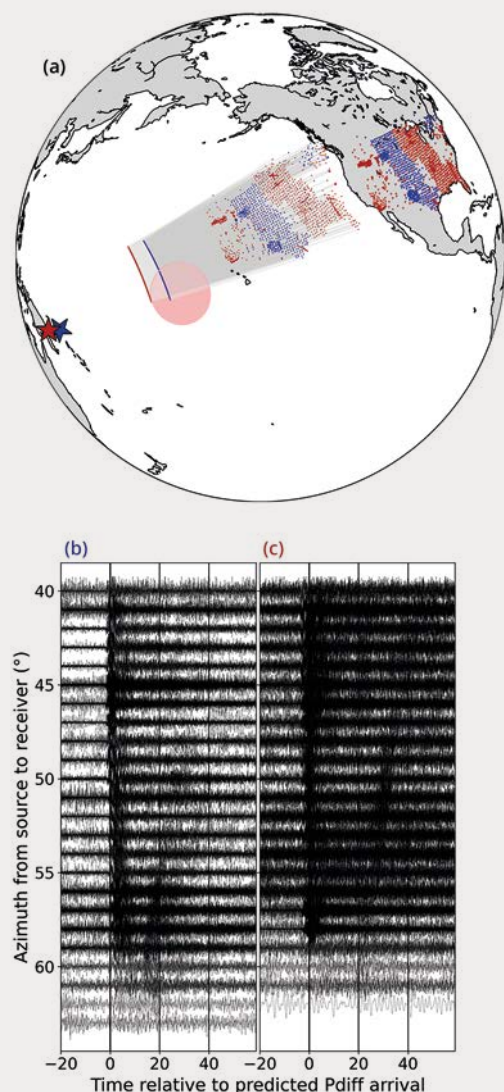 (a)
(b)
(c)
40
45
50
55
60
Azimuth from source to receiver (°)
−20 0 20 40 −20 0 20 40
Time relative to predicted Pdiff arrival